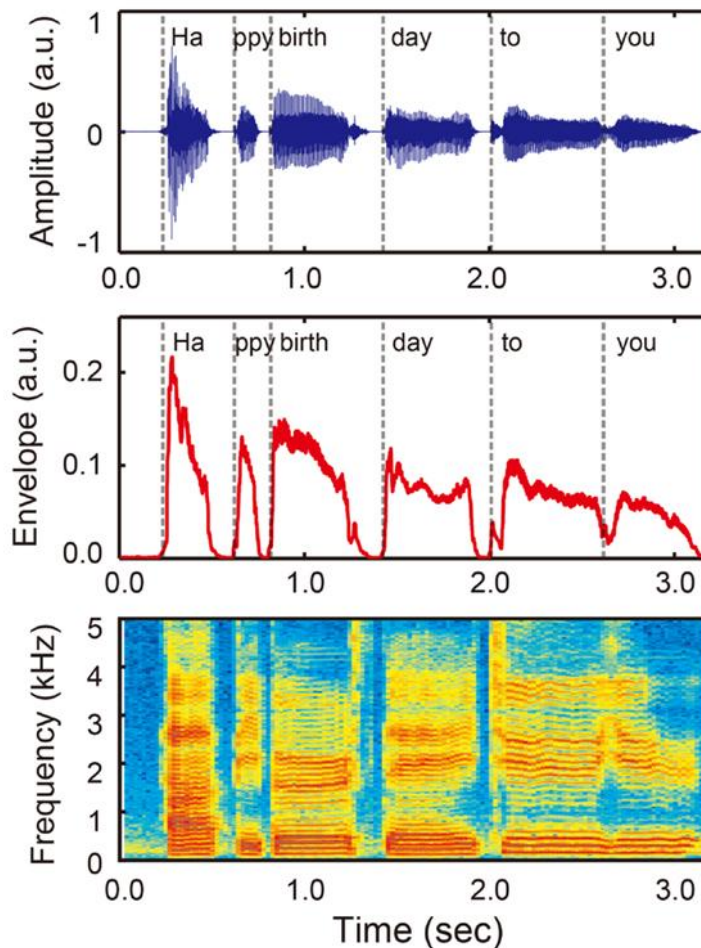 Amplitude (a.u.)
1
0
-1
Ha ppy birth day to you
0.0 1.0 2.0 3.0
Envelope (a.u.)
0.2
0.1
0.0
Ha ppy birth day to you
0.0 1.0 2.0 3.0
Frequency (kHz)
5
4
3
2
1
0
0.0 1.0 2.0 3.0
Time (sec)